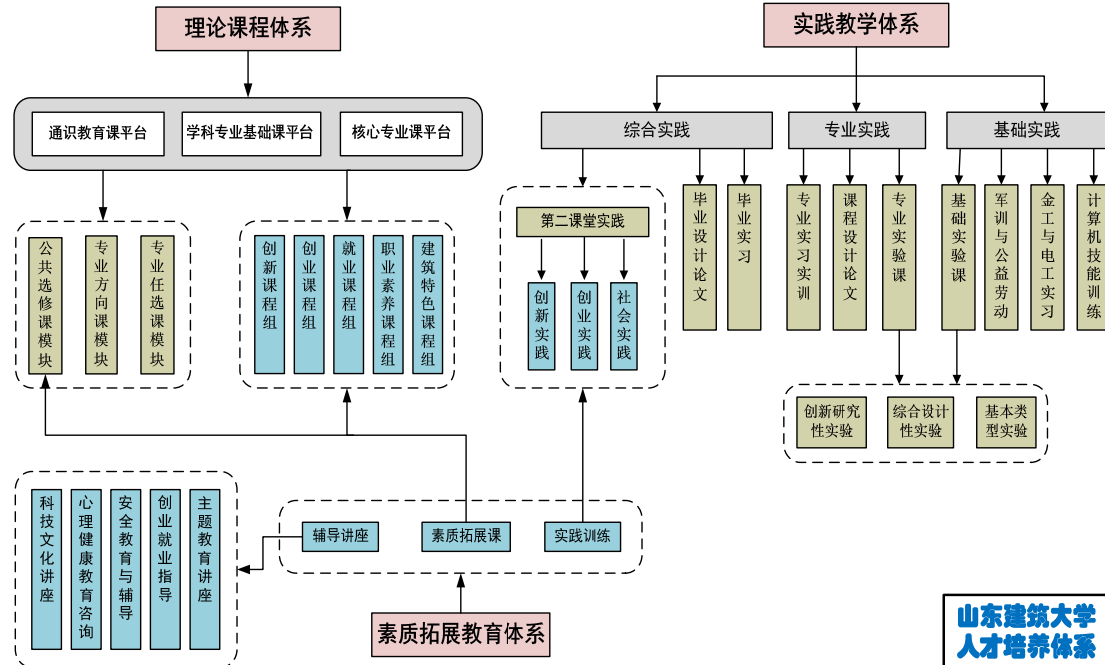 理论课程体系
实践教学体系
通识教育课平台
学科专业基础课平台
核心专业课平台
综合实践
专业实践
基础实践
公共选修课模块
专业方向课模块
专业任选课模块
创新课程组
创业课程组
就业课程组
职业素养课程组
建筑特色课程组
第二课堂实践
创新实践
创业实践
社会实践
毕业设计论文
毕业实习
专业实习实训
课程设计论文
专业实验课
基础实验课
军训与公益劳动
金工与电工实习
计算机技能训练
创新研究
性实验
综合设计
性实验
基本类
型实验
科技文化讲座
心理健康教育咨询
安全教育与辅导
创业就业指导
主题教育讲座
辅导讲座
素质拓展课
实践训练
素质拓展教育体系
山东建筑大学
人才培养体系